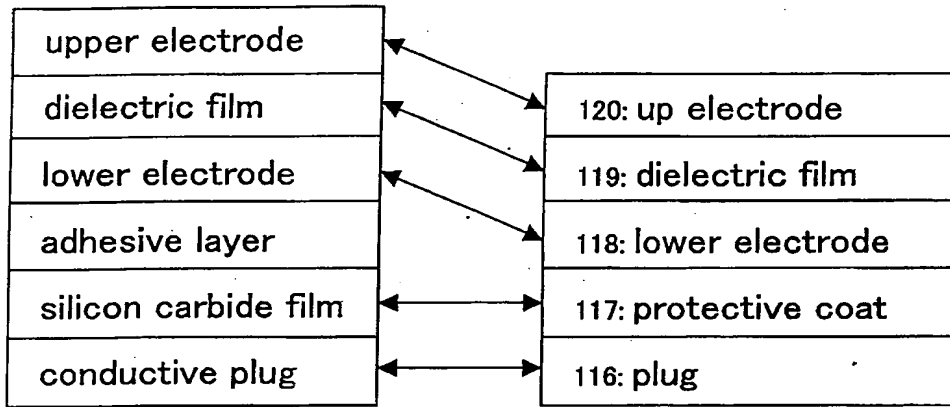 upper electrode
dielectric film
lower electrode
adhesive layer
silicon carbide film
conductive plug
120: up electrode
119: dielectric film
118: lower electrode
117: protective coat
116: plug